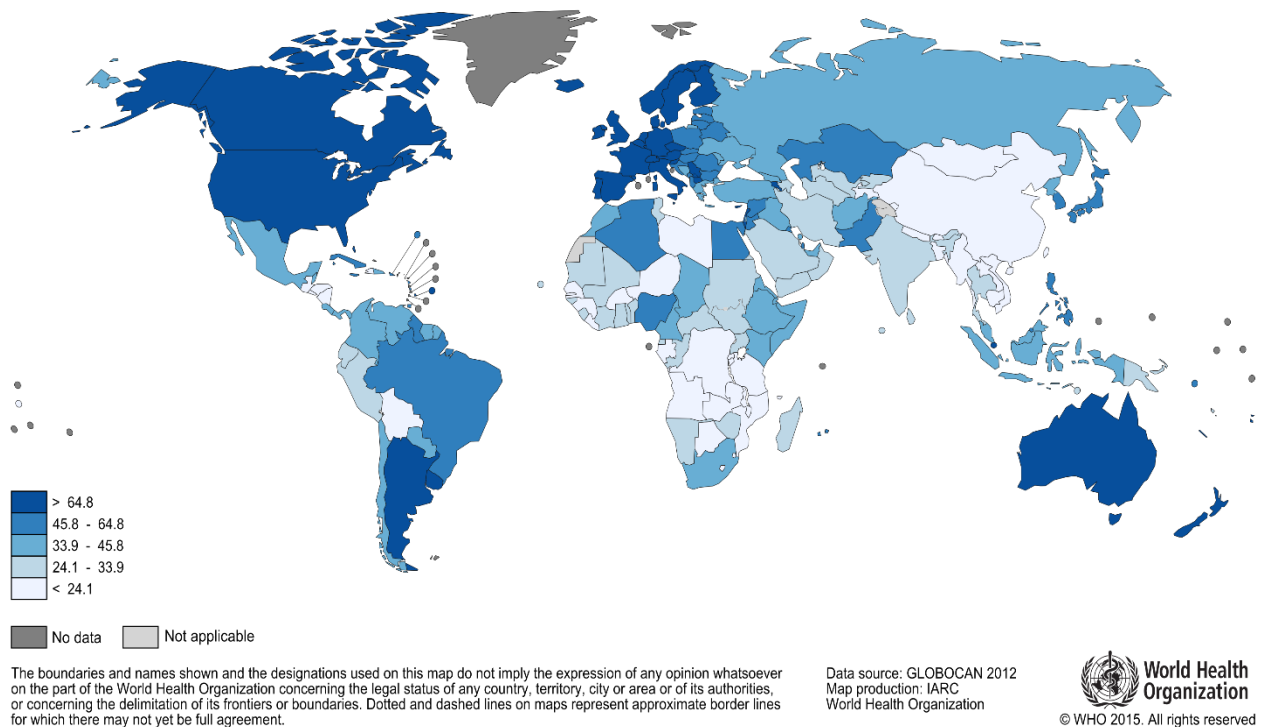 > 64.8
45.8 - 64.8
33.9 - 45.8
24.1 - 33.9
< 24.1
No data
Not applicable
The boundaries and names shown and the designations used on this map do not imply the expression of any opinion whatsoever
on the part of the World Health Organization concerning the legal status of any country, territory, city or area or of its authorities,
or concerning the delimitation of its frontiers or boundaries. Dotted and dashed lines on maps represent approximate border lines
for which there may not yet be full agreement.
Data source: GLOBOCAN 2012
Map production: IARC
World Health Organization
World Health
Organization
© WHO 2015. All rights reserved